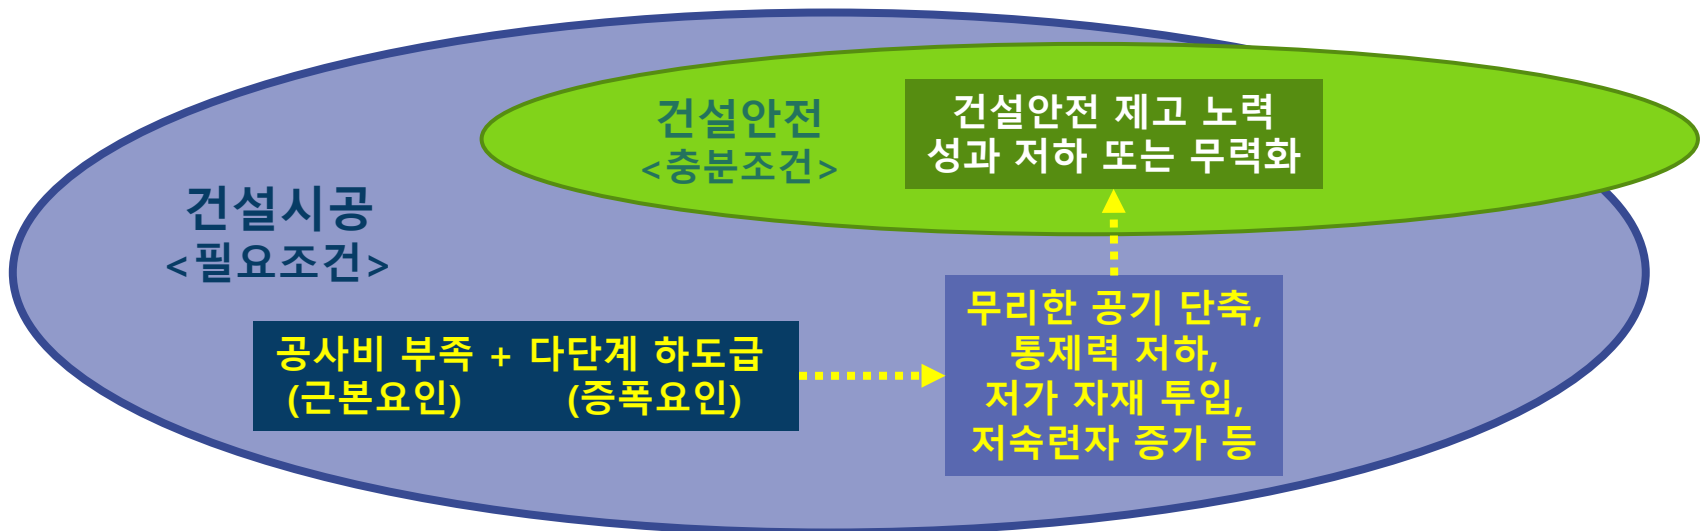 건설안전
<충분조건>
건설안전 제고 노력
성과 저하 또는 무력화
건설시공
<필요조건>
공사비 부족 + 다단계 하도급
(근본요인) (증폭요인)
무리한 공기 단축,
통제력 저하,
저가 자재 투입,
저숙련자 증가 등